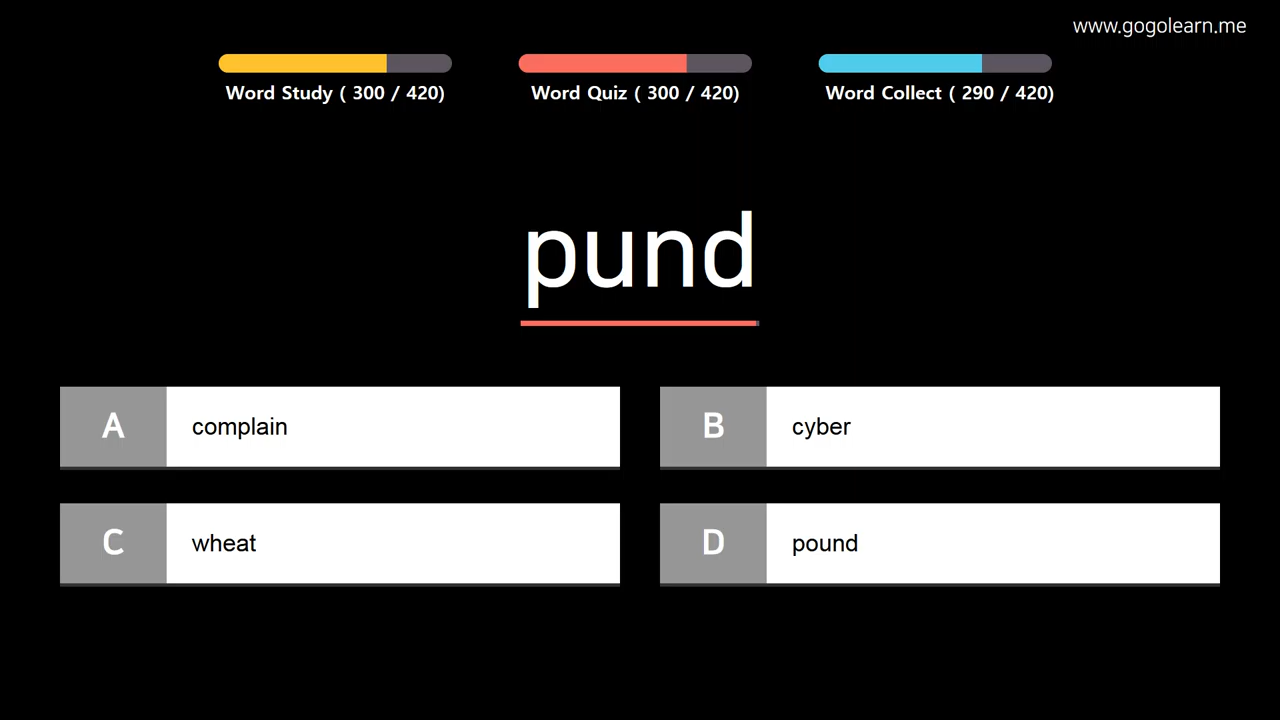 www.gogolearn.me
Word Study ( 300 / 420)
Word Quiz ( 300 / 420)
Word Collect ( 290 / 420)
pund
A complain
B cyber
C wheat
D pound